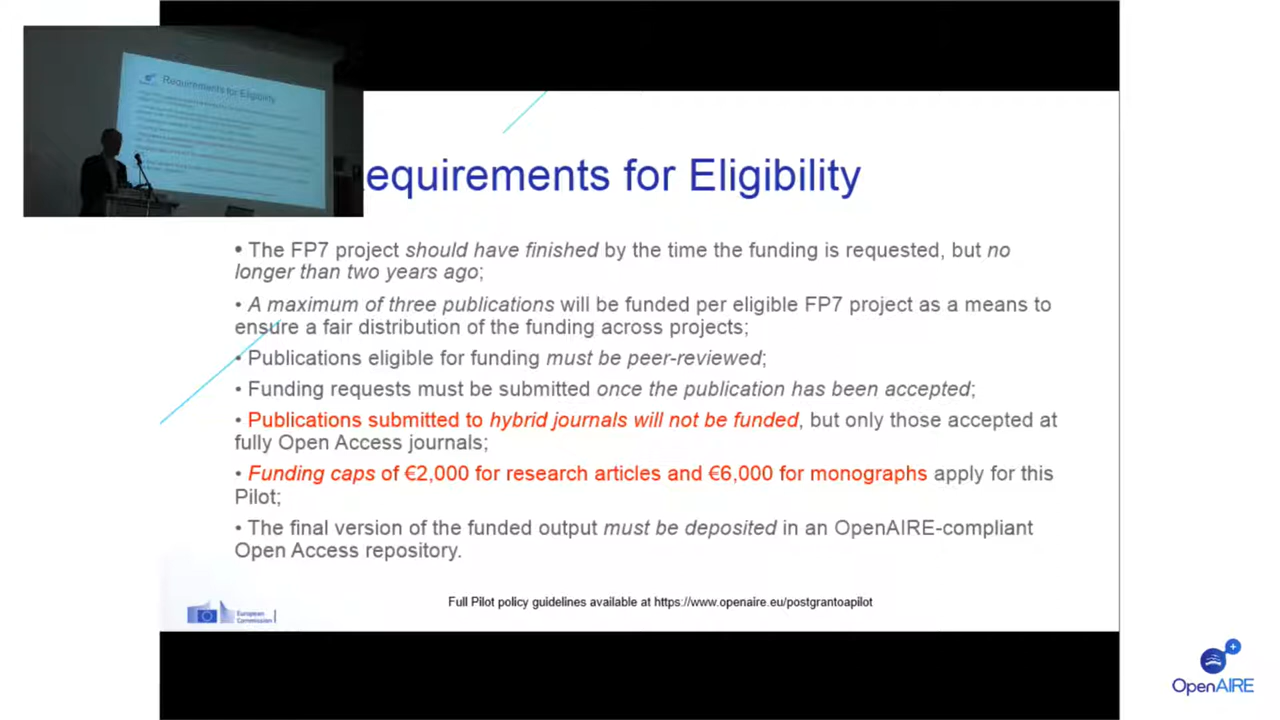 Requirements for Eligibility
equirements for Eligibility
• The FP7 project should have finished by the time the funding is requested, but no
longer than two years ago;
• A maximum of three publications will be funded per eligible FP7 project as a means to
ensure a fair distribution of the funding across projects;
• Publications eligible for funding must be peer-reviewed;
• Funding requests must be submitted once the publication has been accepted;
• Publications submitted to hybrid journals will not be funded, but only those accepted at
fully Open Access journals;
• Funding caps of €2,000 for research articles and €6,000 for monographs apply for this
Pilot;
• The final version of the funded output must be deposited in an OpenAIRE-compliant
Open Access repository.
Full Pilot policy guidelines available at https://www.openaire.eu/postgrantoapilot
European
Commission
OpenAIRE